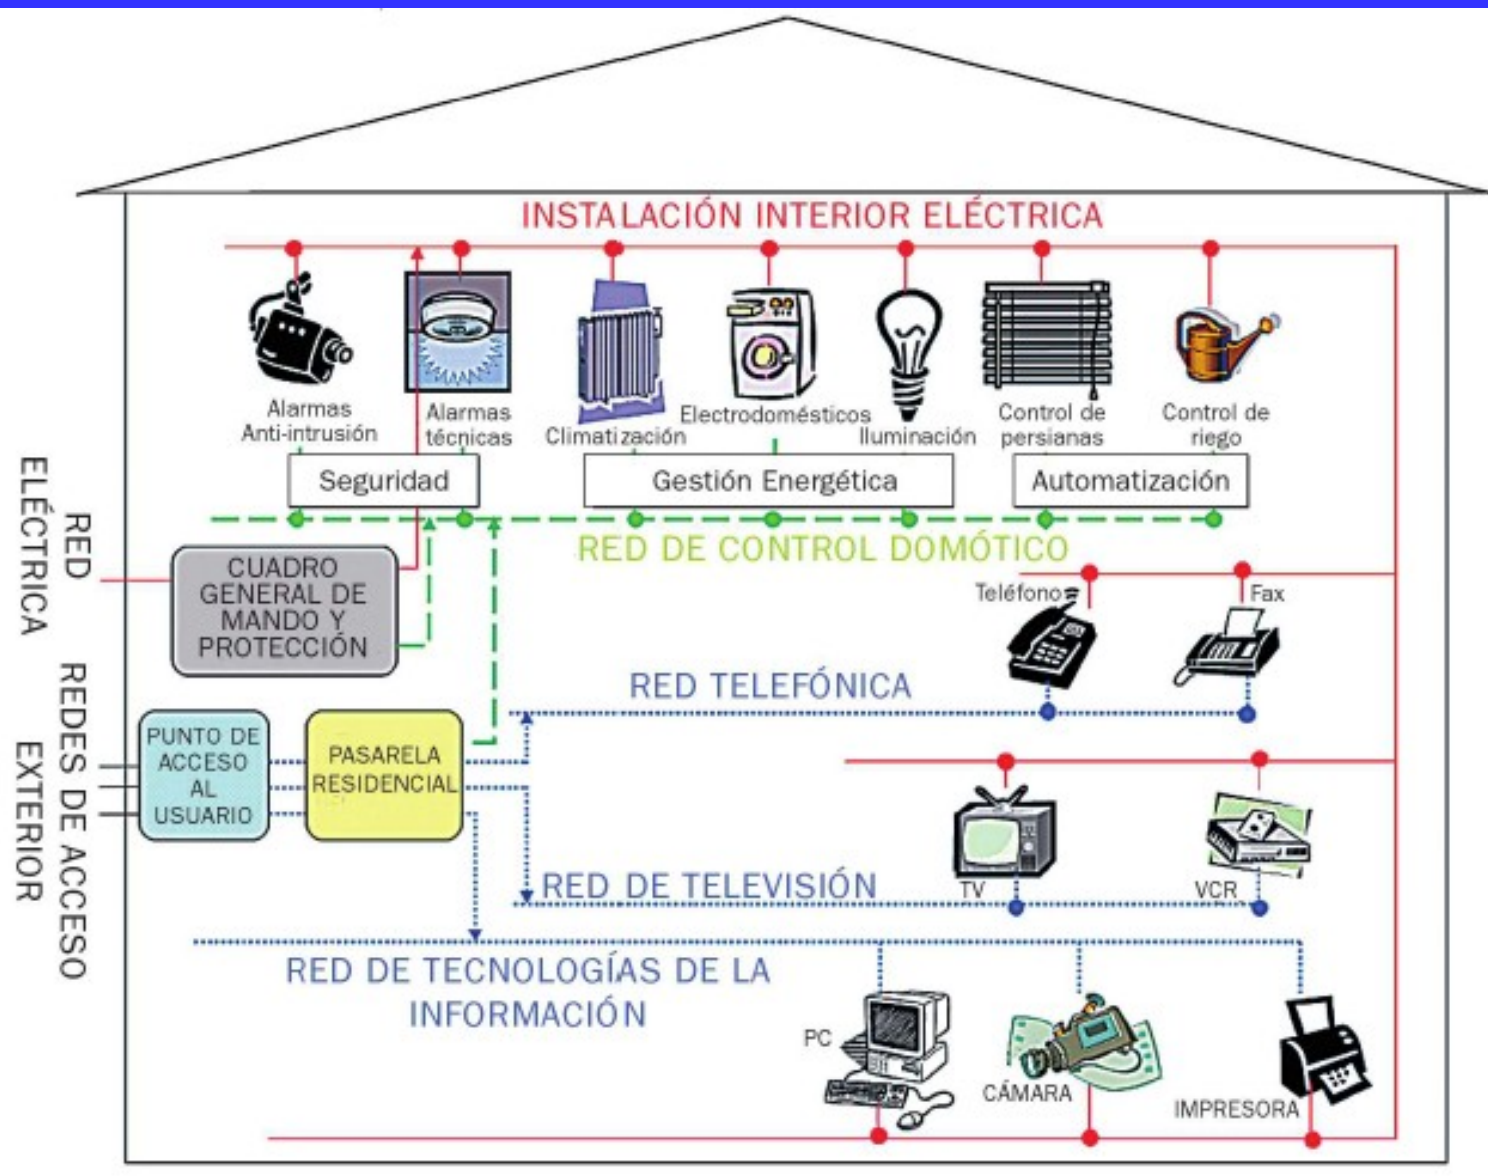 INSTALACIÓN INTERIOR ELÉCTRICA
Alarmas
Anti-intrusión
Alarmas
técnicas
Climatización
Electrodomésticos
Iluminación
Control de
persianas
Control de
riego
Seguridad
Gestión Energética
Automatización
RED DE CONTROL DOMÓTICO
RED
ELÉCTRICA
CUADRO
GENERAL DE
MANDO Y
PROTECCIÓN
Teléfono
Fax
RED TELEFÓNICA
REDES DE ACCESO
EXTERIOR
PUNTO DE
ACCESO
AL
USUARIO
PASARELA
RESIDENCIAL
TV
VCR
RED DE TELEVISIÓN
RED DE TECNOLOGÍAS DE LA
INFORMACIÓN
PC
CÁMARA
IMPRESORA